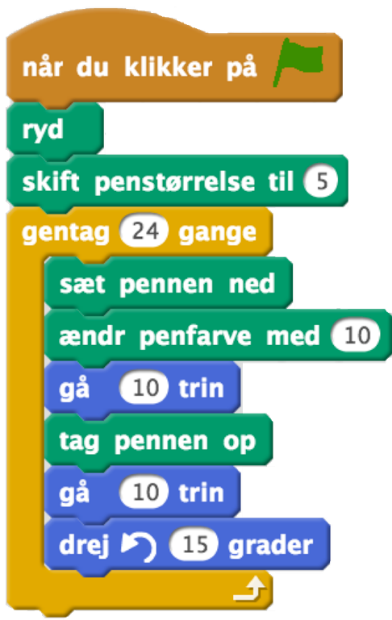 når du klikker på
ryd
skift penstørrelse til 5
gentag 24 gange
sæt pennen ned
ændr penfarve med 10
gå 10 trin
tag pennen op
gå 10 trin
drej 15 grader